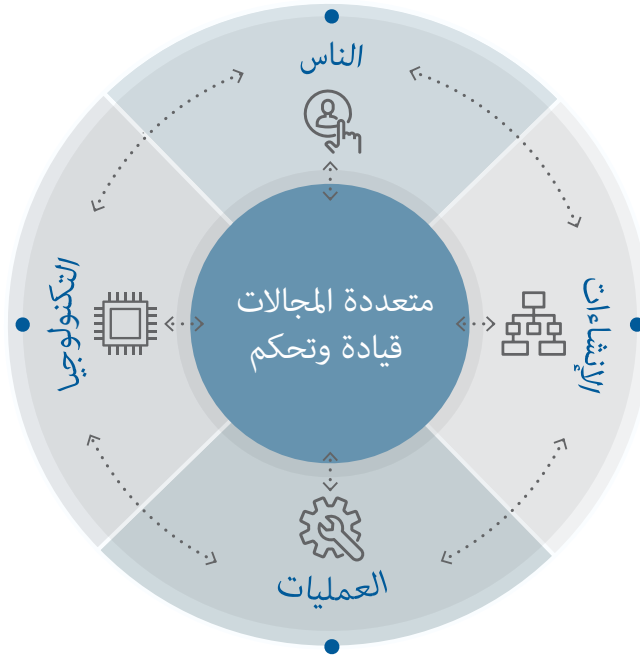 الناس
التكنولوجيا
متعددة المجالات
قيادة وتحكم
الإنشاءات
العمليات